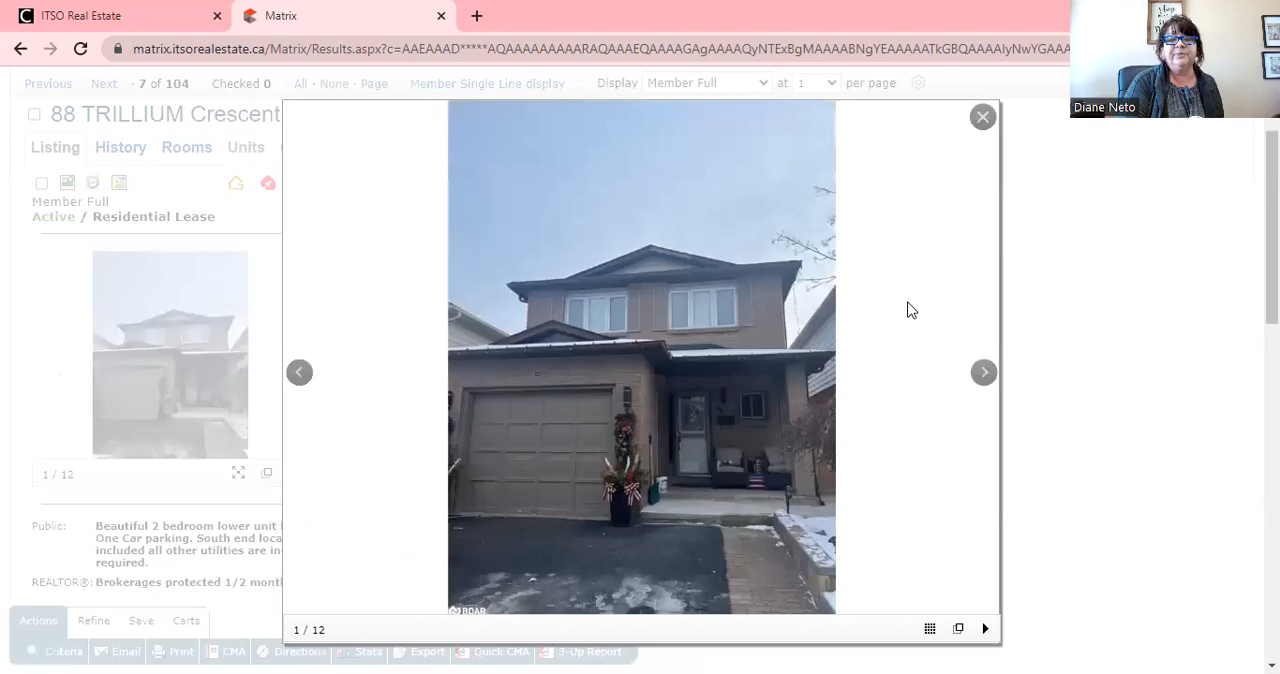 ITSO Real Estate
Matrix
matrix.itsorealestate.ca/Matrix/Results.aspx?c=AAEAAAD*****AQAAAAAAAAARAQAAAEQAAAAGAgAAAAQyNTExBgMAAAABNgYEAAAAATkGBQAAAAIyNwYGAAA
Diane Neto
Previous Next · 7 of 104 Checked 0 All · None · Page Member Single Line display Display Member Full at 1 per page
88 TRILLIUM Crescent
Listing History Rooms Units
Member Full
Active / Residential Lease
1 / 12
Public: Beautiful 2 bedroom lower unit
One Car parking. South end loca
included all other utilities are in
required.
REALTOR®: Brokerages protected 1/2 mont
Actions Refine Save Carts
Criteria Email Print CMA Directions Stats Export Quick CMA 3-Up Report
BDAR
1 / 12